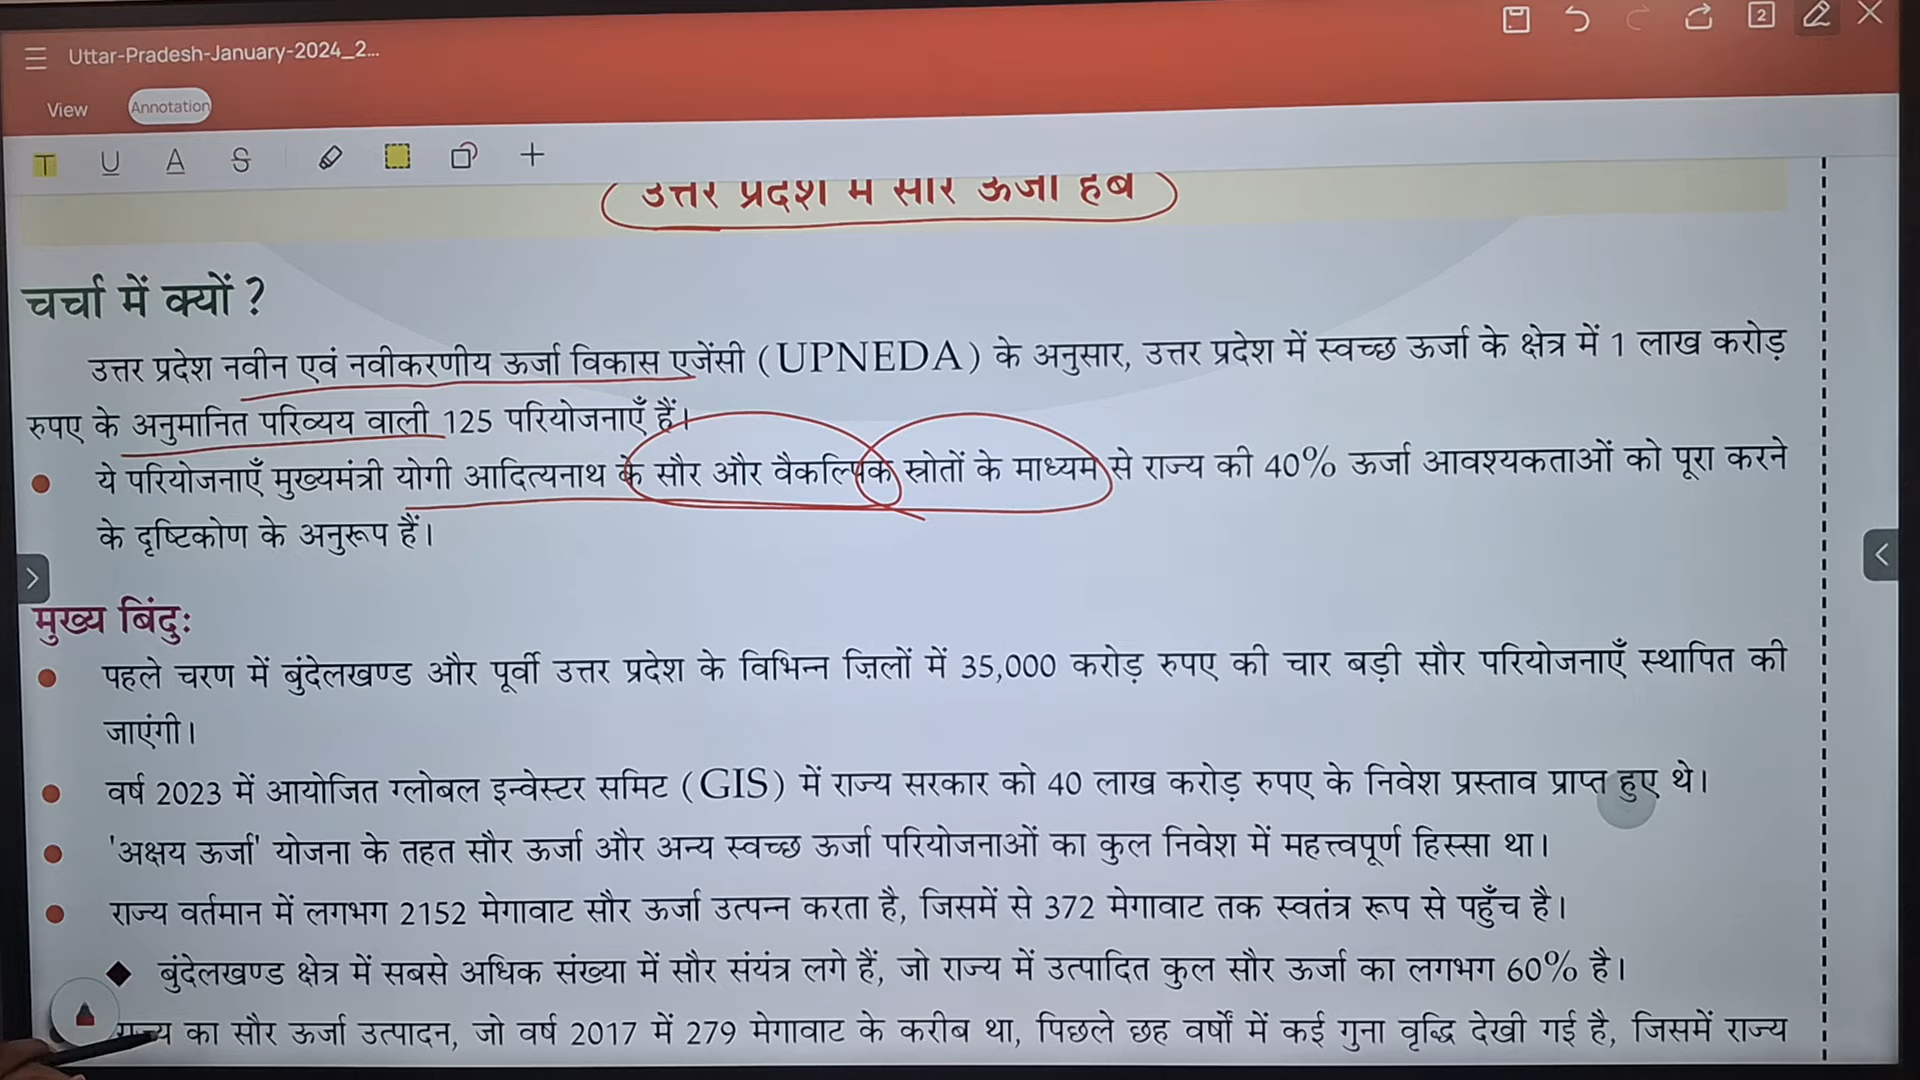 Uttar-Pradesh-January-2024_2...
2
View
Annotation
T U A S
उत्तर प्रदेश में सौर ऊर्जा हब
चर्चा में क्यों ?
उत्तर प्रदेश नवीन एवं नवीकरणीय ऊर्जा विकास एजेंसी (UPNEDA) के अनुसार, उत्तर प्रदेश में स्वच्छ ऊर्जा के क्षेत्र में 1 लाख करोड़
रुपए के अनुमानित परिव्यय वाली 125 परियोजनाएँ हैं।
ये परियोजनाएँ मुख्यमंत्री योगी आदित्यनाथ के सौर और वैकल्पिक स्रोतों के माध्यम से राज्य की 40% ऊर्जा आवश्यकताओं को पूरा करने
के दृष्टिकोण के अनुरूप हैं।
मुख्य बिंदुः
पहले चरण में बुंदेलखण्ड और पूर्वी उत्तर प्रदेश के विभिन्न ज़िलों में 35,000 करोड़ रुपए की चार बड़ी सौर परियोजनाएँ स्थापित की
जाएंगी।
वर्ष 2023 में आयोजित ग्लोबल इन्वेस्टर समिट (GIS) में राज्य सरकार को 40 लाख करोड़ रुपए के निवेश प्रस्ताव प्राप्त हुए थे।
'अक्षय ऊर्जा' योजना के तहत सौर ऊर्जा और अन्य स्वच्छ ऊर्जा परियोजनाओं का कुल निवेश में महत्त्वपूर्ण हिस्सा था।
राज्य वर्तमान में लगभग 2152 मेगावाट सौर ऊर्जा उत्पन्न करता है, जिसमें से 372 मेगावाट तक स्वतंत्र रूप से पहुँच है।
बुंदेलखण्ड क्षेत्र में सबसे अधिक संख्या में सौर संयंत्र लगे हैं, जो राज्य में उत्पादित कुल सौर ऊर्जा का लगभग 60% है।
राज्य का सौर ऊर्जा उत्पादन, जो वर्ष 2017 में 279 मेगावाट के करीब था, पिछले छह वर्षों में कई गुना वृद्धि देखी गई है, जिसमें राज्य